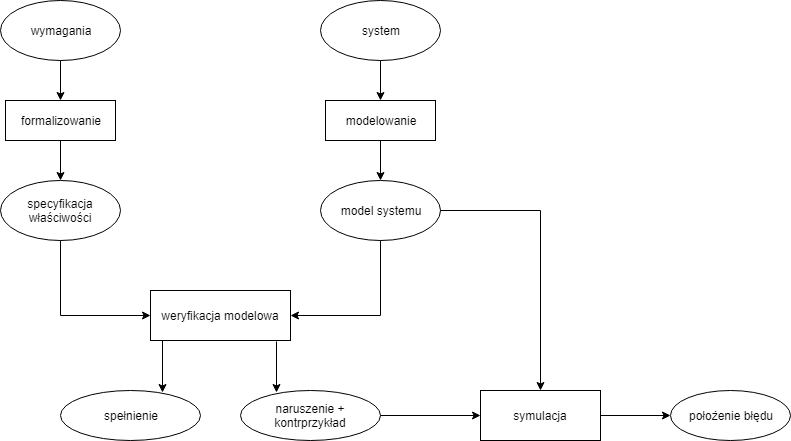 wymagania
system
formalizowanie
modelowanie
specyfikacja
właściwości
model systemu
weryfikacja modelowa
spełnienie
naruszenie +
kontrprzykład
symulacja
położenie błędu